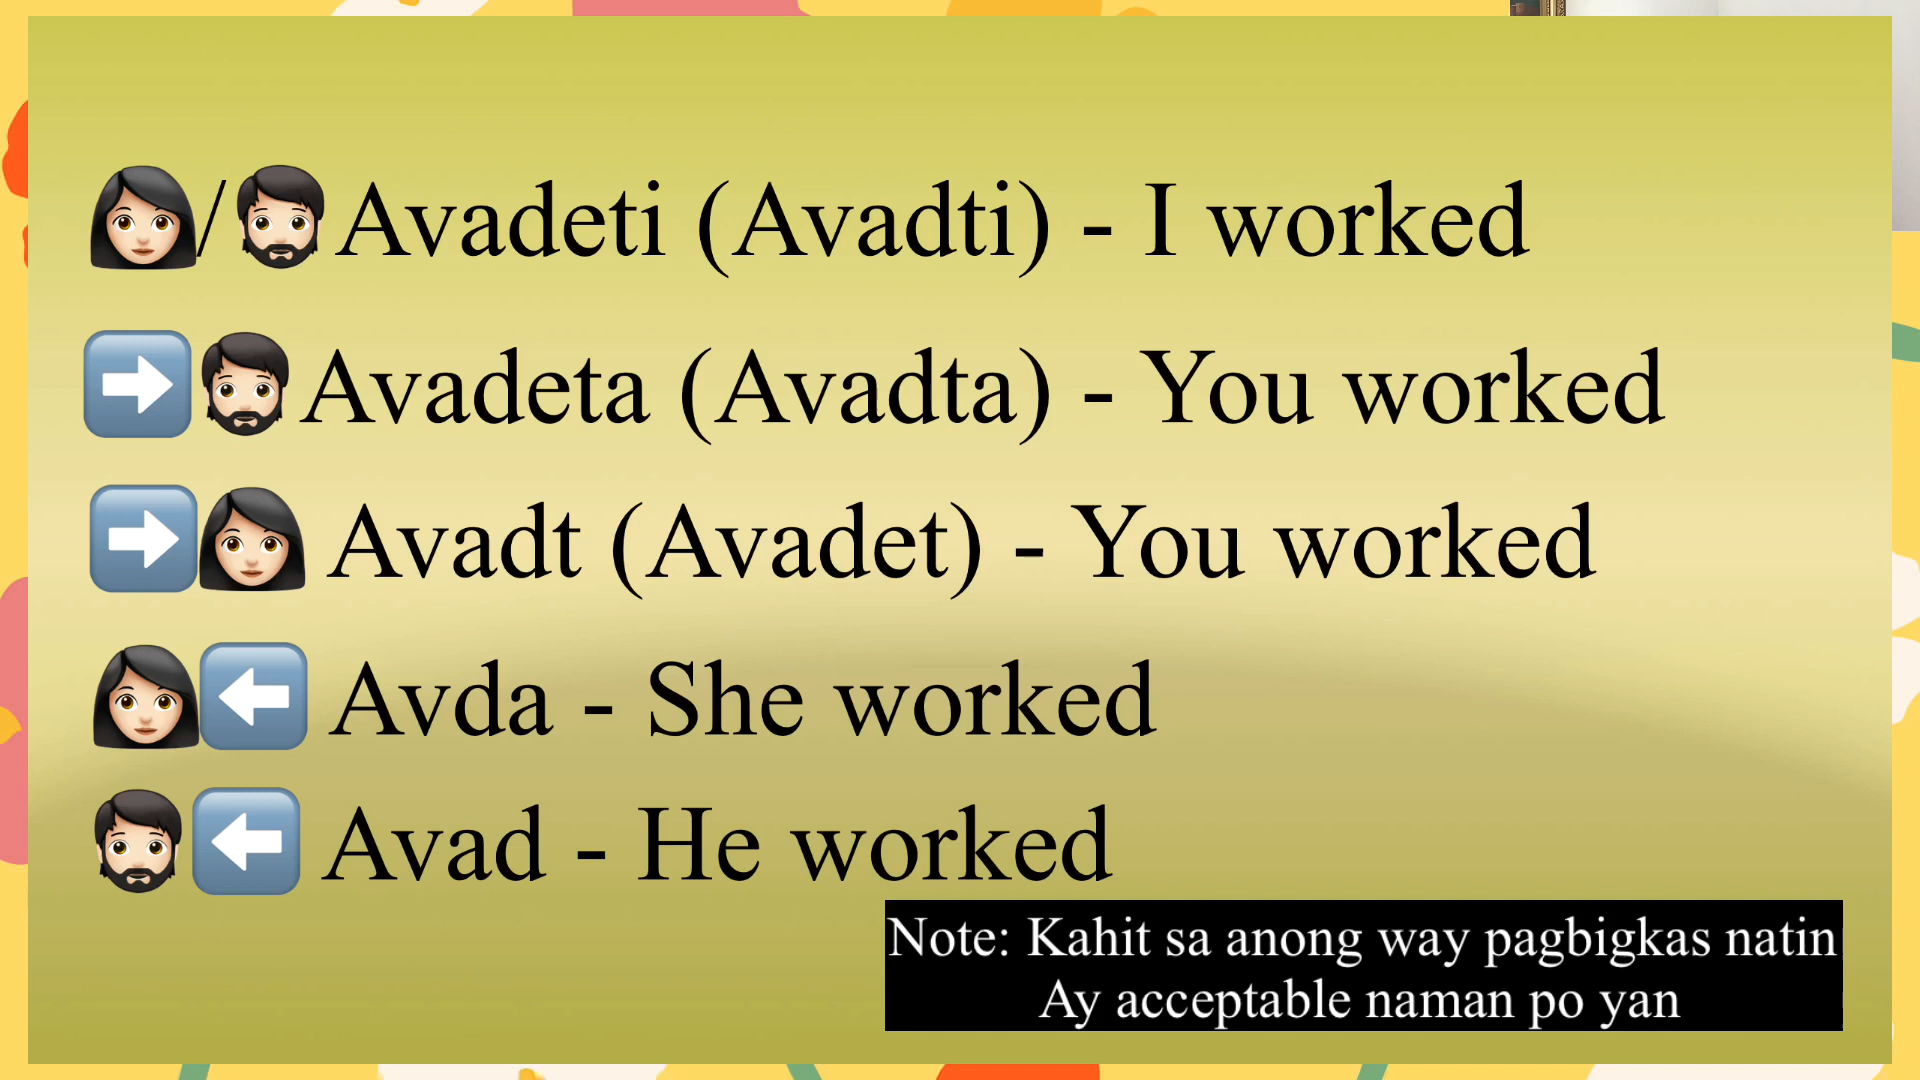 / Avadeti (Avadti) - I worked
Avadeta (Avadta) - You worked
Avadt (Avadet) - You worked
Avda - She worked
Avad - He worked
Note: Kahit sa anong way pagbigkas natin
Ay acceptable naman po yan